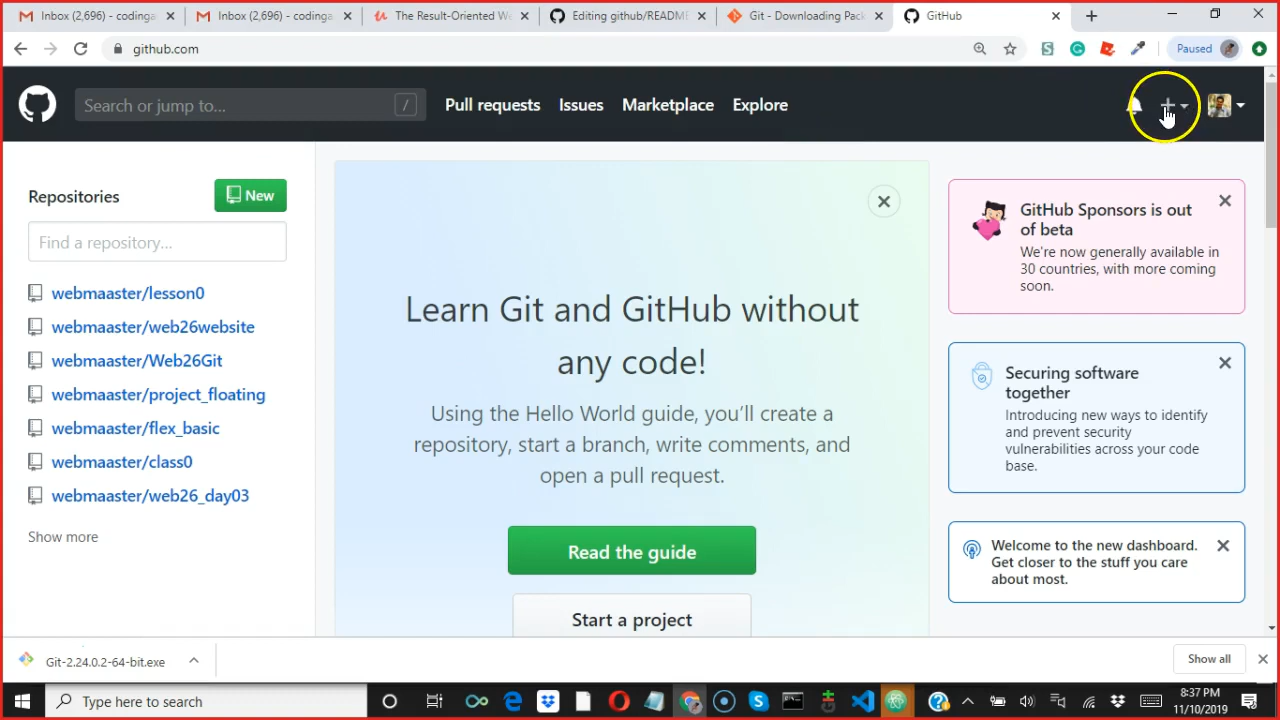 Inbox (2,696) - codinga
Inbox (2,696) - codinga
The Result-Oriented We
Editing github/README
Git - Downloading Pack
GitHub
github.com
Paused
Search or jump to...
/
Pull requests
Issues
Marketplace
Explore
Repositories
New
Find a repository...
webmaaster/lesson0
webmaaster/web26website
webmaaster/Web26Git
webmaaster/project_floating
webmaaster/flex_basic
webmaaster/class0
webmaaster/web26_day03
Show more
Learn Git and GitHub without
any code!
Using the Hello World guide, you’ll create a
repository, start a branch, write comments, and
open a pull request.
Read the guide
Start a project
GitHub Sponsors is out
of beta
We're now generally available in
30 countries, with more coming
soon.
Securing software
together
Introducing new ways to identify
and prevent security
vulnerabilities across your code
base.
Welcome to the new dashboard.
Get closer to the stuff you care
about most.
Git-2.24.0.2-64-bit.exe
Show all
Type here to search
8:37 PM
11/10/2019